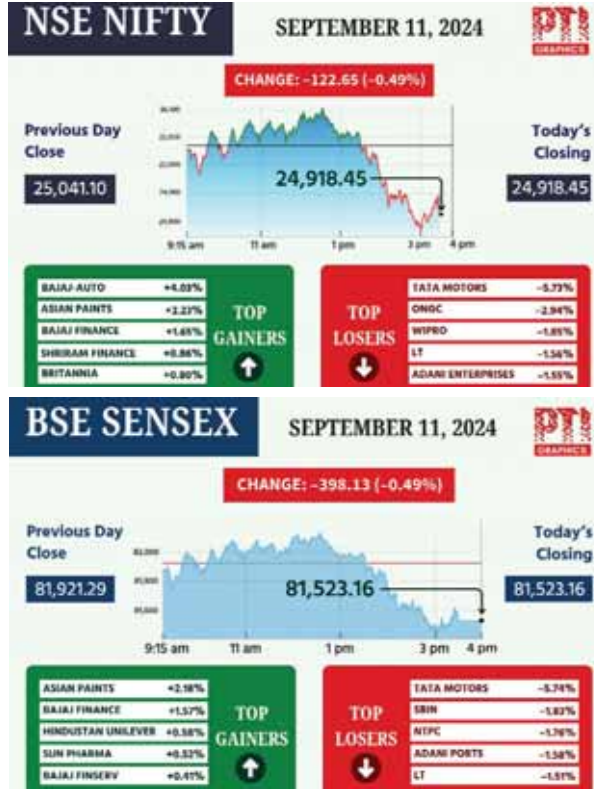 NSE NIFTY
SEPTEMBER 11, 2024
PTI
GRAPHICS
CHANGE: –122.65 (–0.49%)
Previous Day
Close
25,041.10
24,918.45
Today's
Closing
24,918.45
9:15 am 11 am 1 pm 3 pm 4 pm
BAJAJ-AUTO +4.03%
ASIAN PAINTS +2.23%
BAJAJ FINANCE +1.65%
SHRIRAM FINANCE +0.86%
BRITANNIA +0.80%
TOP
GAINERS
TOP
LOSERS
TATA MOTORS –5.73%
ONGC –2.94%
WIPRO –1.85%
LT –1.56%
ADANI ENTERPRISES –1.55%
BSE SENSEX
SEPTEMBER 11, 2024
PTI
GRAPHICS
CHANGE: –398.13 (–0.49%)
Previous Day
Close
81,921.29
81,523.16
Today's
Closing
81,523.16
9:15 am 11 am 1 pm 3 pm 4 pm
ASIAN PAINTS +2.18%
BAJAJ FINANCE +1.57%
HINDUSTAN UNILEVER +0.58%
SUN PHARMA +0.52%
BAJAJ FINSERV +0.41%
TOP
GAINERS
TOP
LOSERS
TATA MOTORS –5.74%
SBIN –1.83%
NTPC –1.76%
ADANI PORTS –1.58%
LT –1.51%